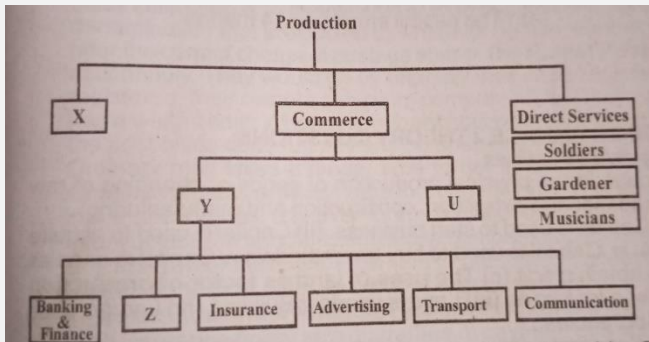 Production
X
Commerce
Direct Services
Soldiers
Gardener
Musicians
Y
U
Banking
&
Finance
Z
Insurance
Advertising
Transport
Communication